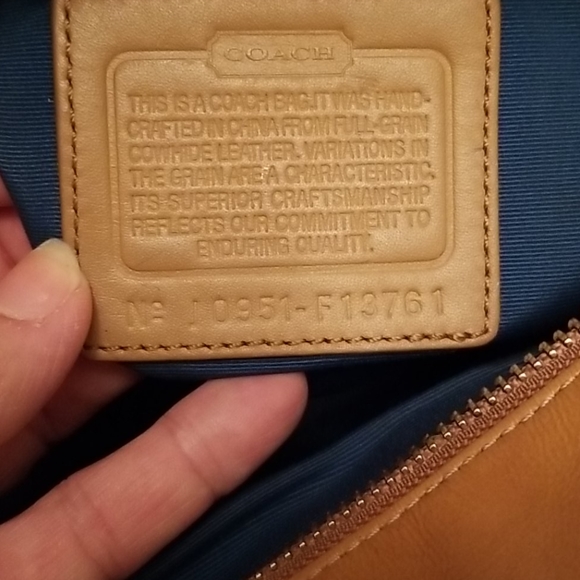 COACH
THIS IS A COACH BAG.IT WAS HAND-
CRAFTED IN CHINA FROM FULL-GRAIN
COWHIDE LEATHER. VARIATIONS IN
THE GRAIN ARE A CHARACTERISTIC.
ITS SUPERIOR CRAFTSMANSHIP
REFLECTS OUR COMMITMENT TO
ENDURING QUALITY.
Nº J0951-F13761